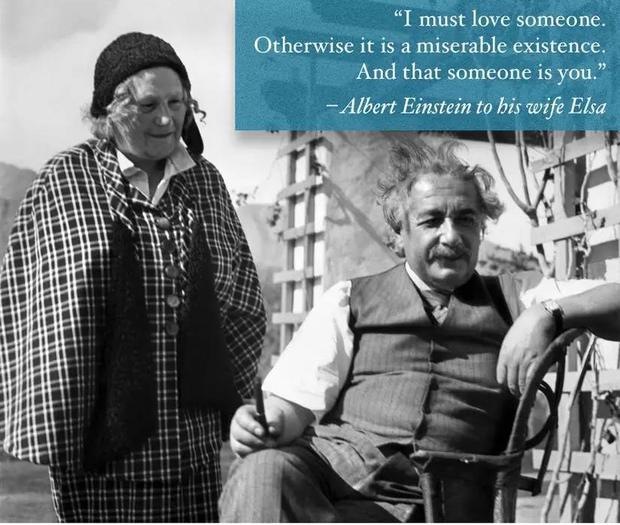 “I must love someone.
Otherwise it is a miserable existence.
And that someone is you.”
– Albert Einstein to his wife Elsa